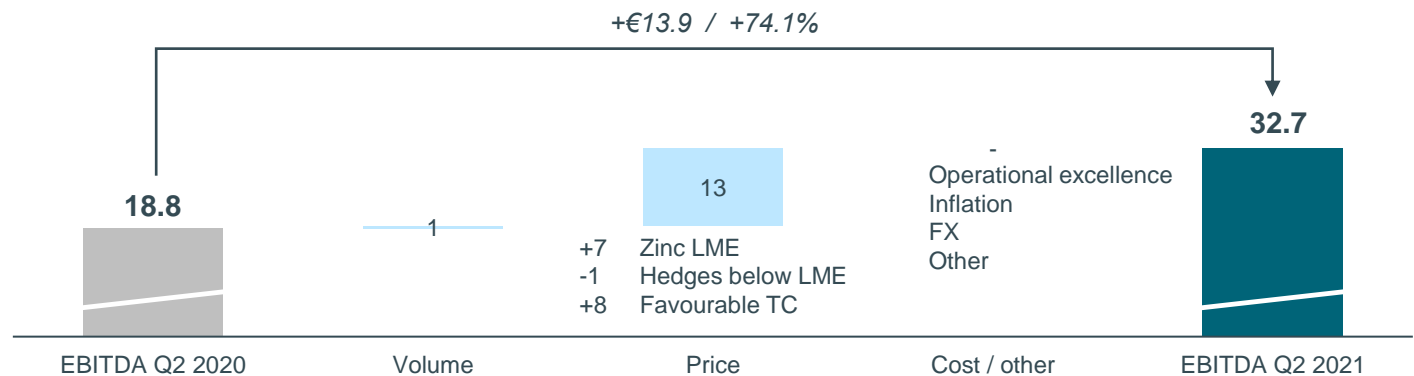 +€13.9 / +74.1%
32.7
18.8
1
13
-
Operational excellence
Inflation
FX
Other
+7 Zinc LME
-1 Hedges below LME
+8 Favourable TC
EBITDA Q2 2020 Volume Price Cost / other EBITDA Q2 2021